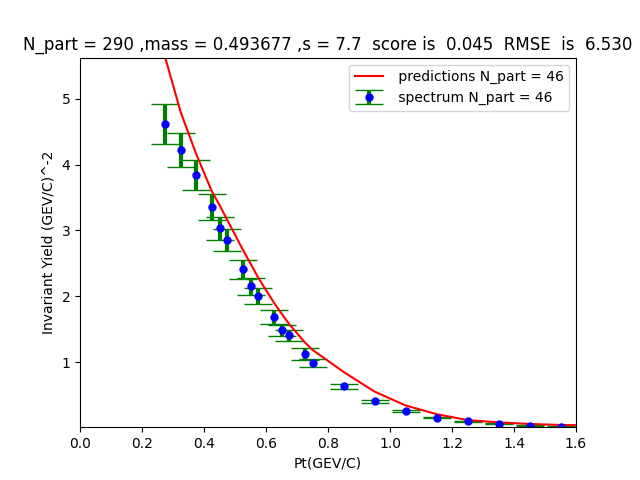 N_part = 290 ,mass = 0.493677 ,s = 7.7  score is  0.045  RMSE  is  6.530
predictions N_part = 46
spectrum N_part = 46
Invariant Yield (GEV/C)^-2
5
4
3
2
1
0.0 0.2 0.4 0.6 0.8 1.0 1.2 1.4 1.6
Pt(GEV/C)